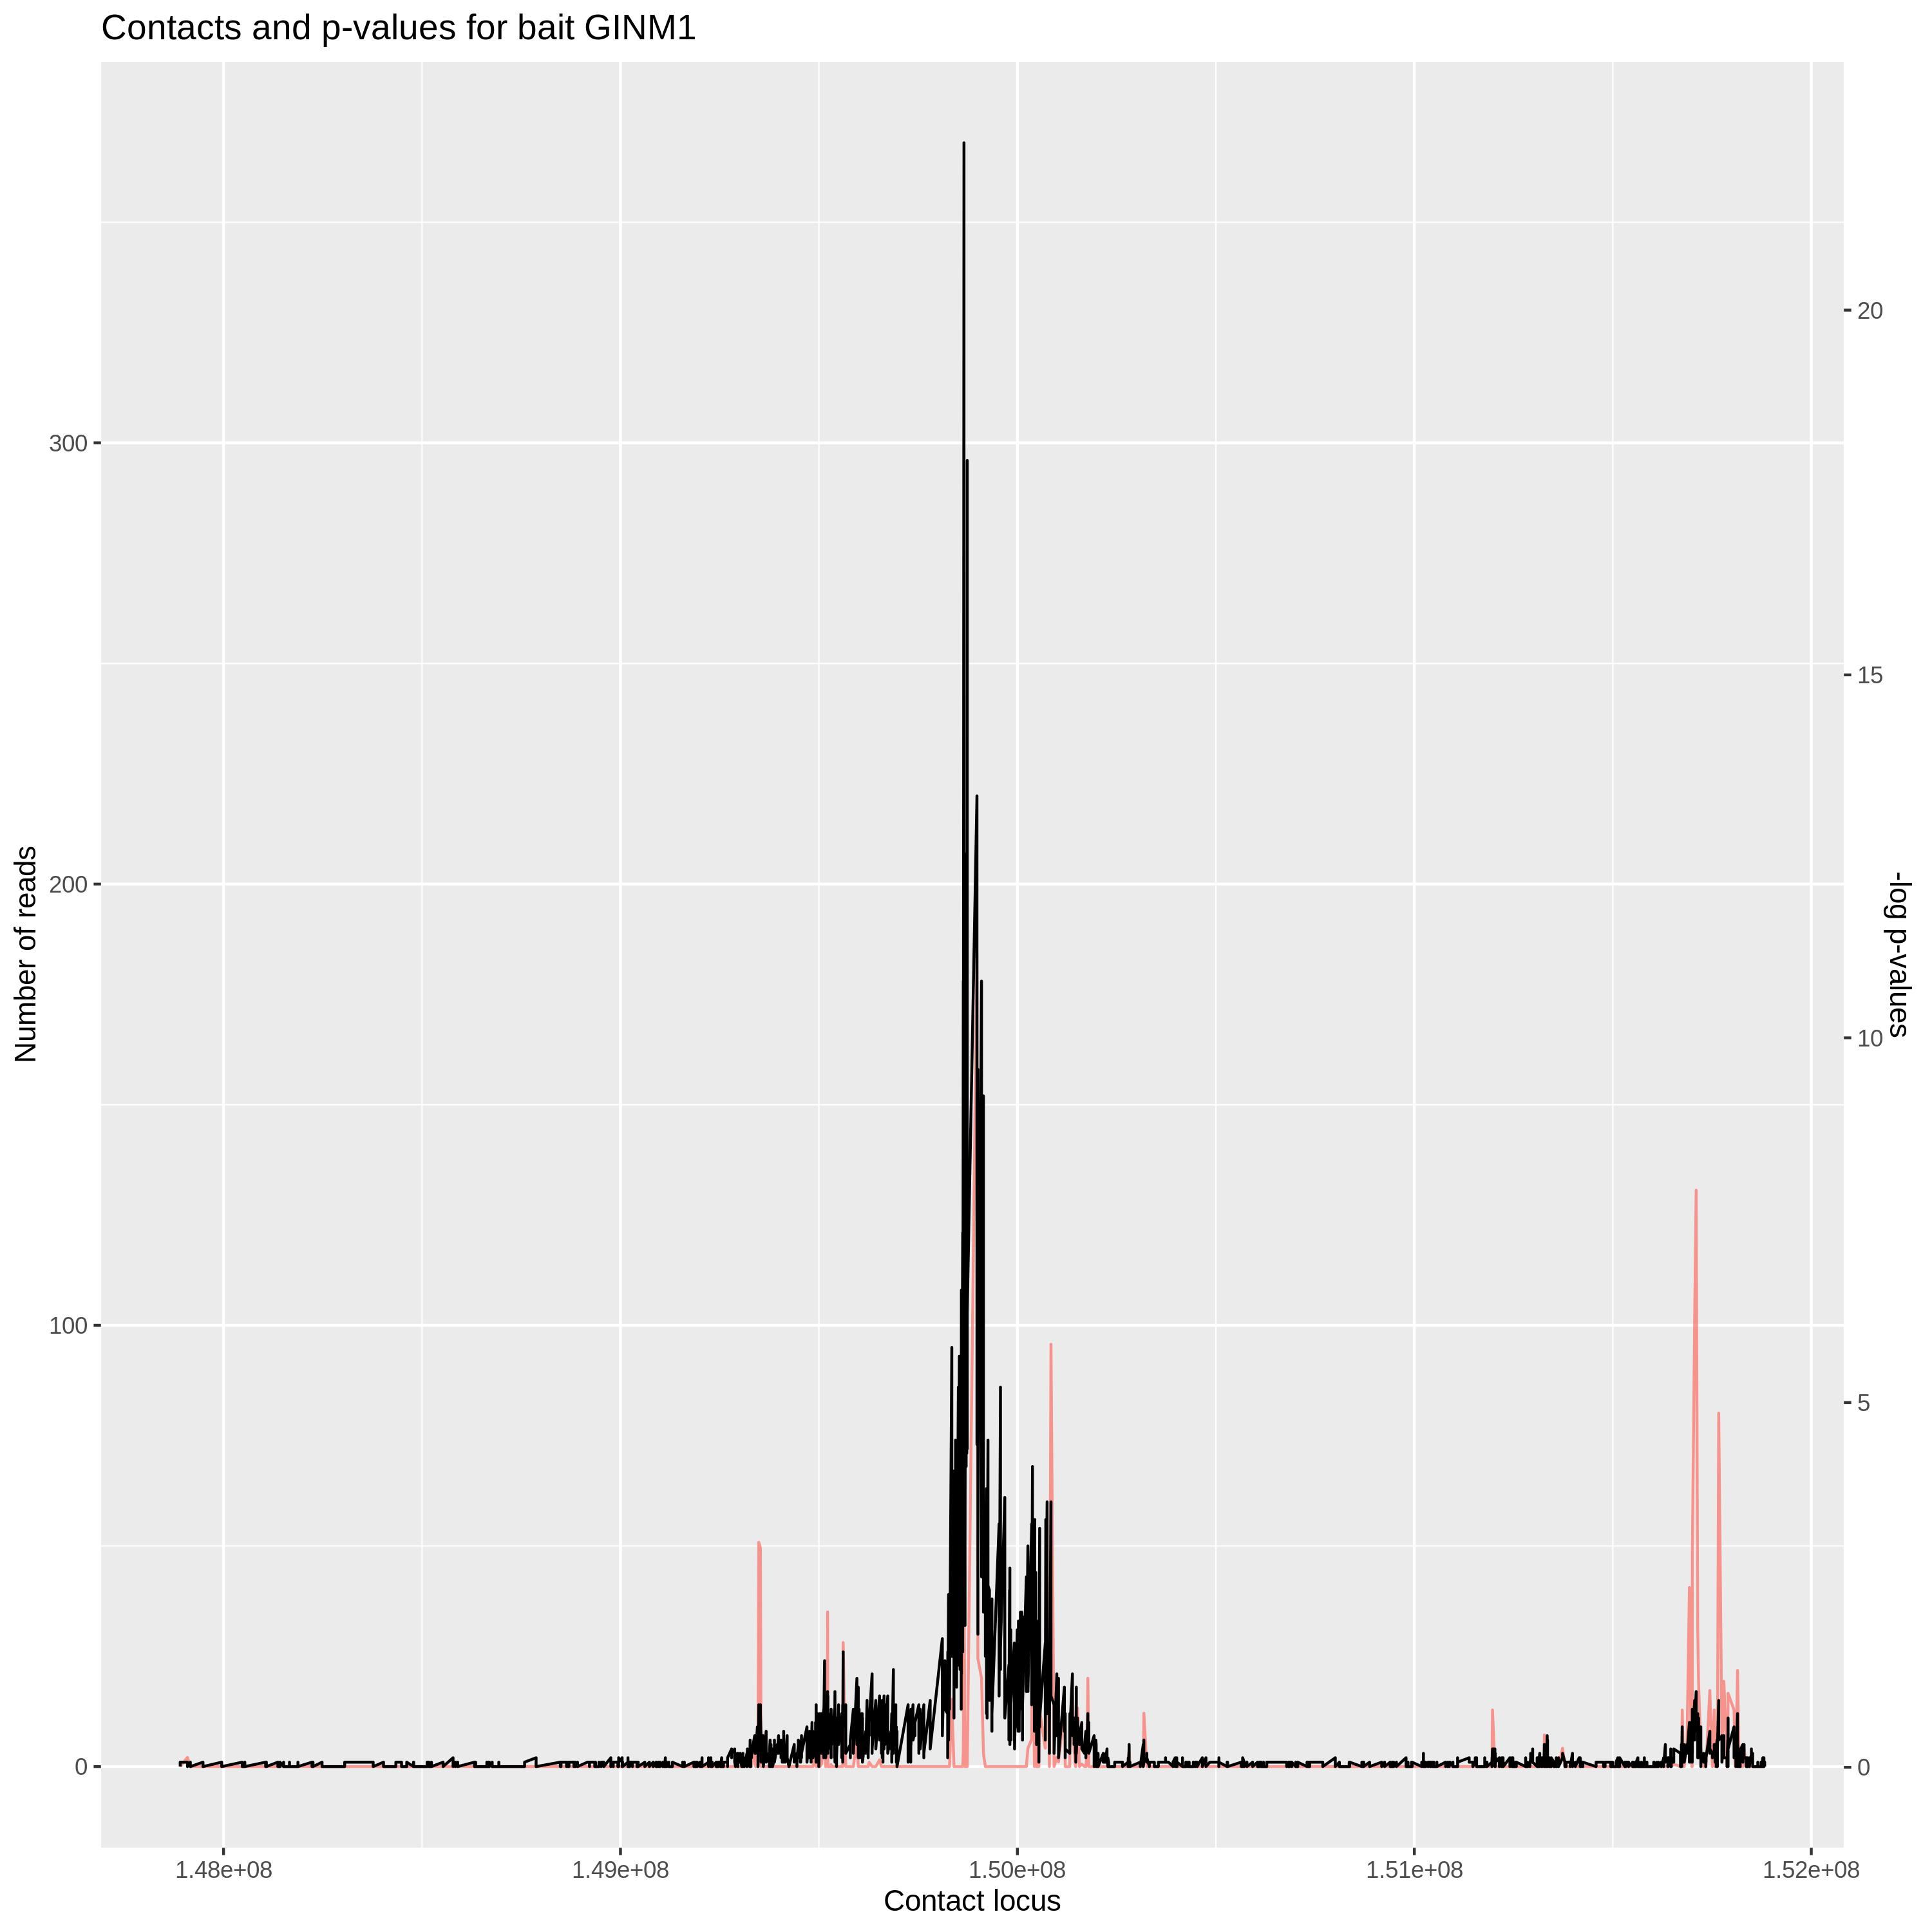 Contacts and p-values for bait GINM1
Number of reads
300
200
100
0
20
15
10
5
0
-log p-values
1.48e+08 1.49e+08 1.50e+08 1.51e+08 1.52e+08
Contact locus